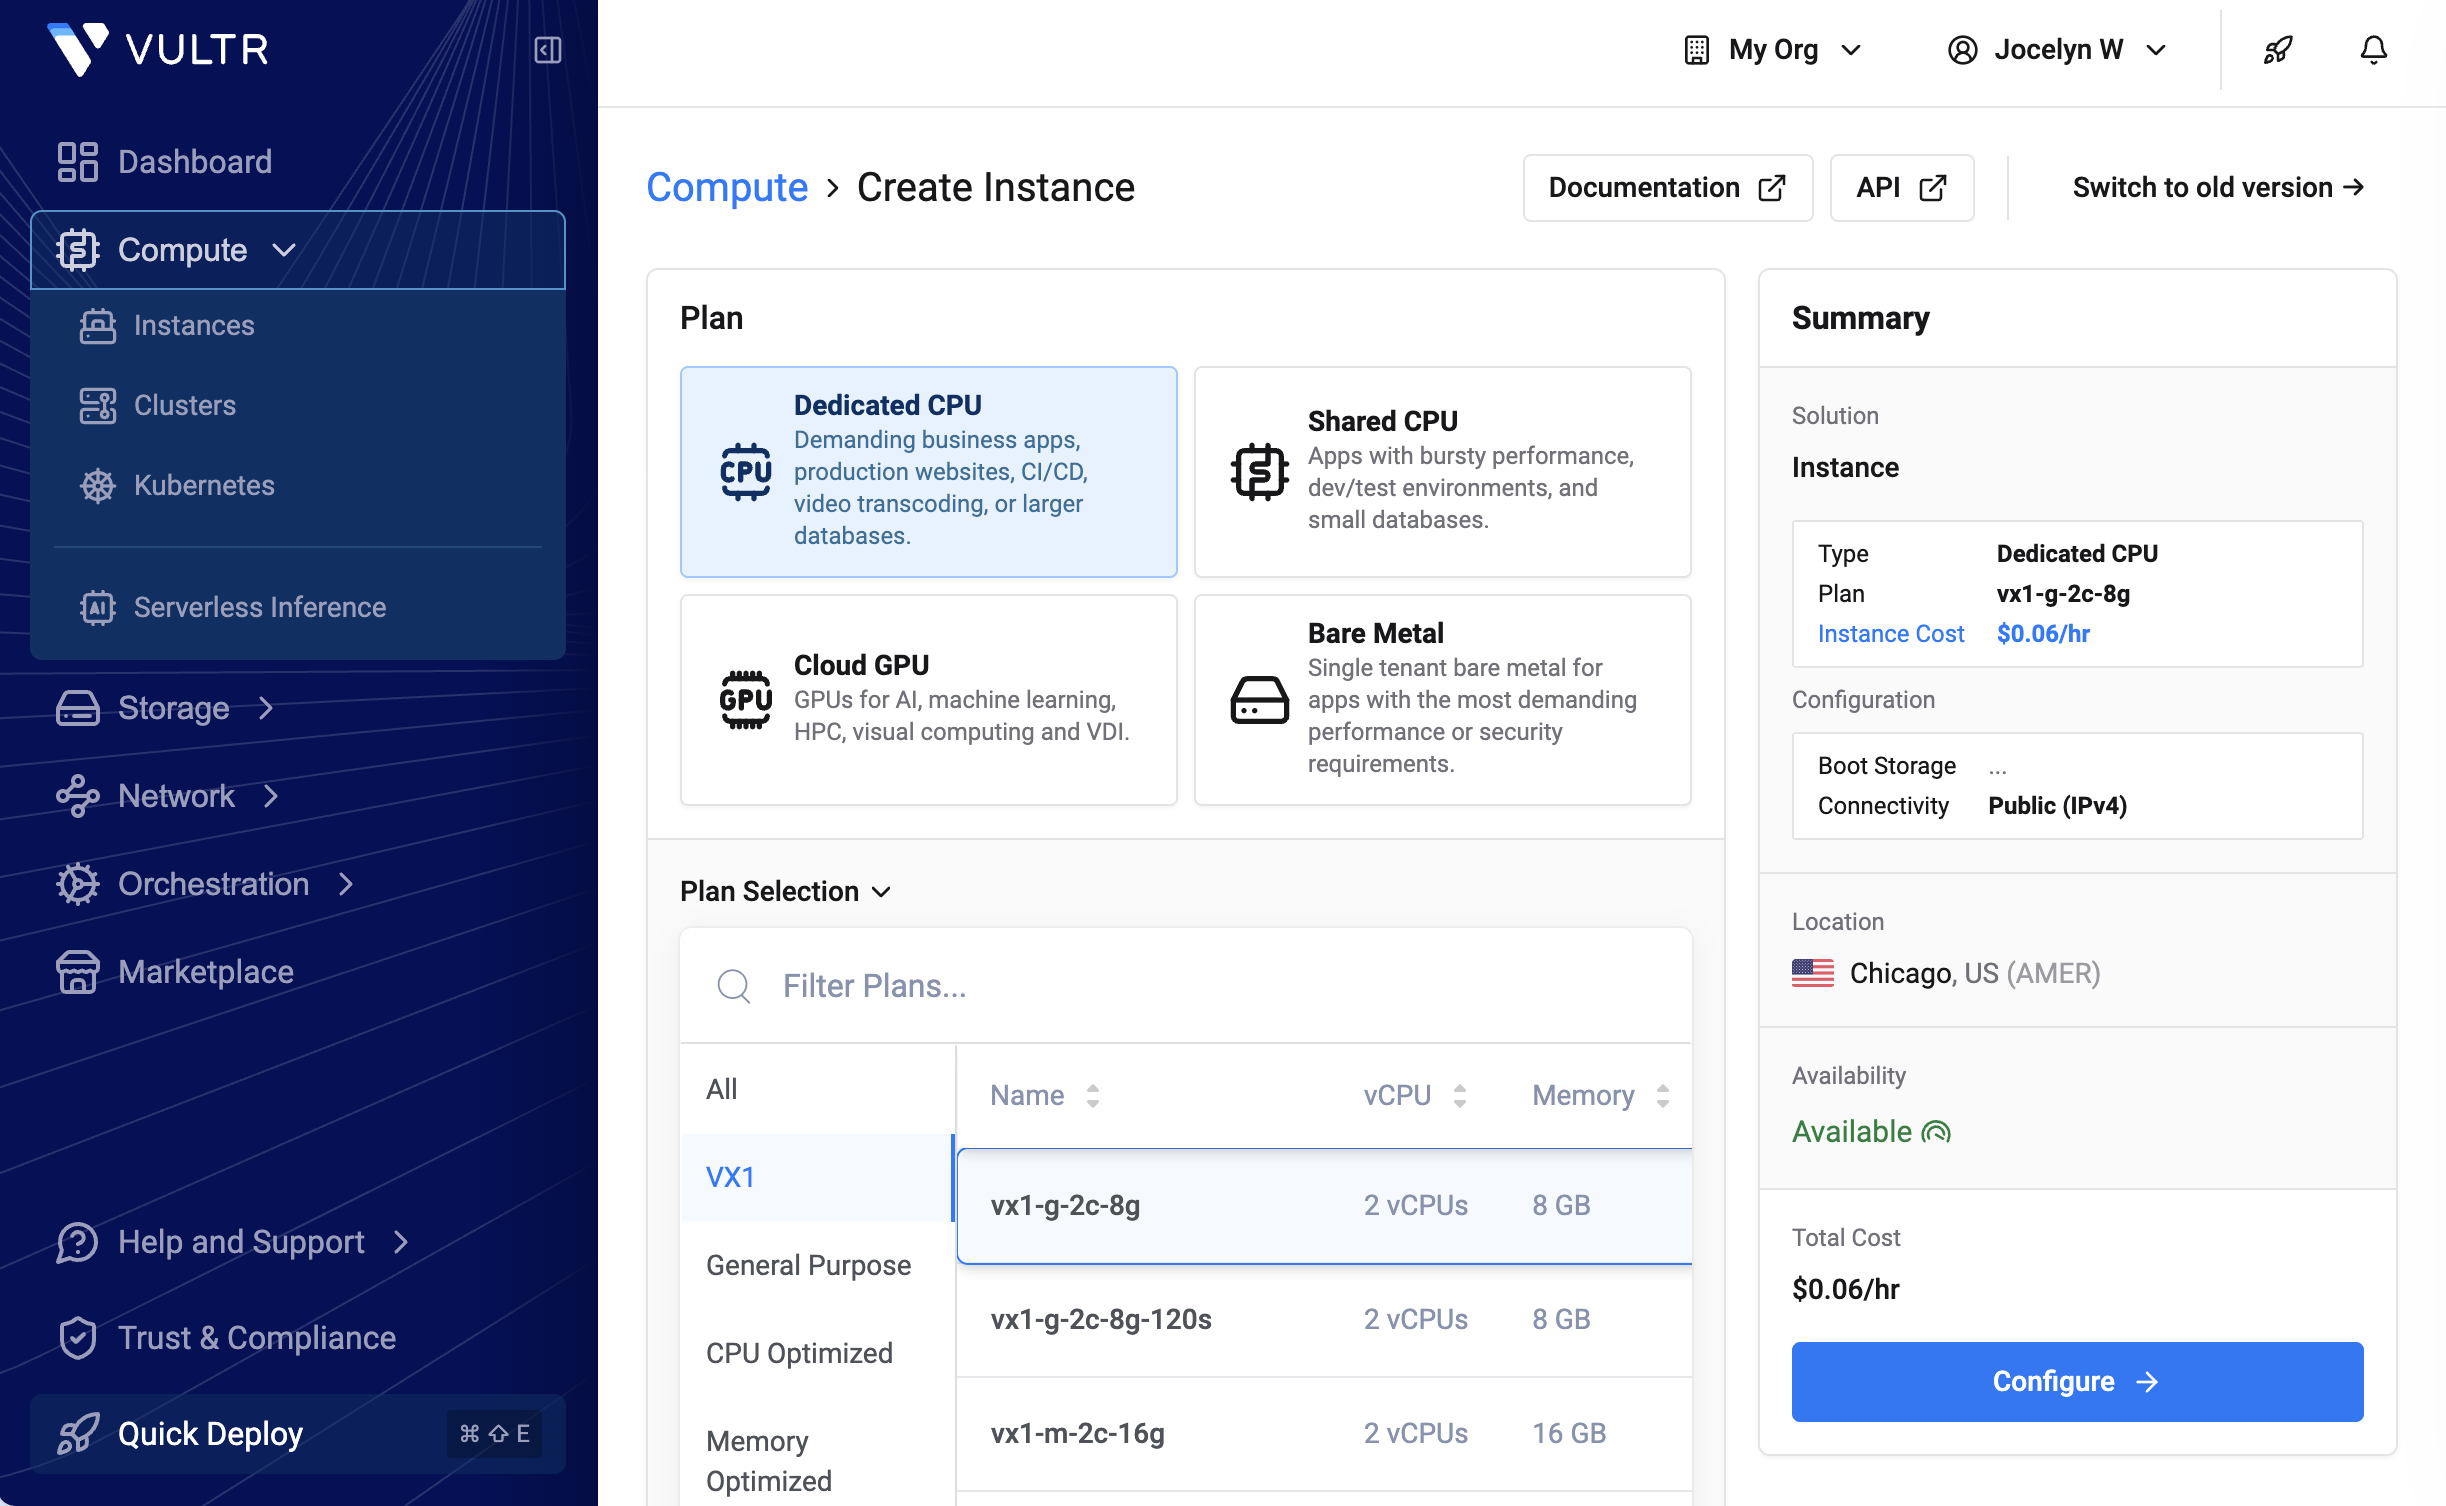 VULTR
Dashboard
Compute
Instances
Clusters
Kubernetes
Serverless Inference
Storage
Network
Orchestration
Marketplace
Help and Support
Trust & Compliance
Quick Deploy
⌘ ⇧ E
My Org
Jocelyn W
Compute › Create Instance
Documentation
API
Switch to old version →
Plan
CPU
Dedicated CPU
Demanding business apps,
production websites, CI/CD,
video transcoding, or larger
databases.
Shared CPU
Apps with bursty performance,
dev/test environments, and
small databases.
GPU
Cloud GPU
GPUs for AI, machine learning,
HPC, visual computing and VDI.
Bare Metal
Single tenant bare metal for
apps with the most demanding
performance or security
requirements.
Plan Selection
Filter Plans...
All
VX1
General Purpose
CPU Optimized
Memory
Optimized
Name vCPU Memory
vx1-g-2c-8g 2 vCPUs 8 GB
vx1-g-2c-8g-120s 2 vCPUs 8 GB
vx1-m-2c-16g 2 vCPUs 16 GB
Summary
Solution
Instance
Type Dedicated CPU
Plan vx1-g-2c-8g
Instance Cost $0.06/hr
Configuration
Boot Storage ...
Connectivity Public (IPv4)
Location
Chicago, US (AMER)
Availability
Available
Total Cost
$0.06/hr
Configure →